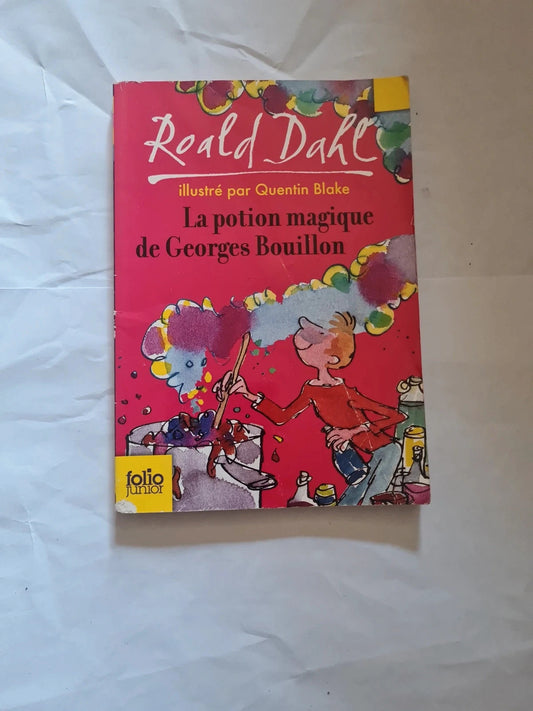 Roald Dahl
illustré par Quentin Blake
La potion magique
de Georges Bouillon
folio
junior